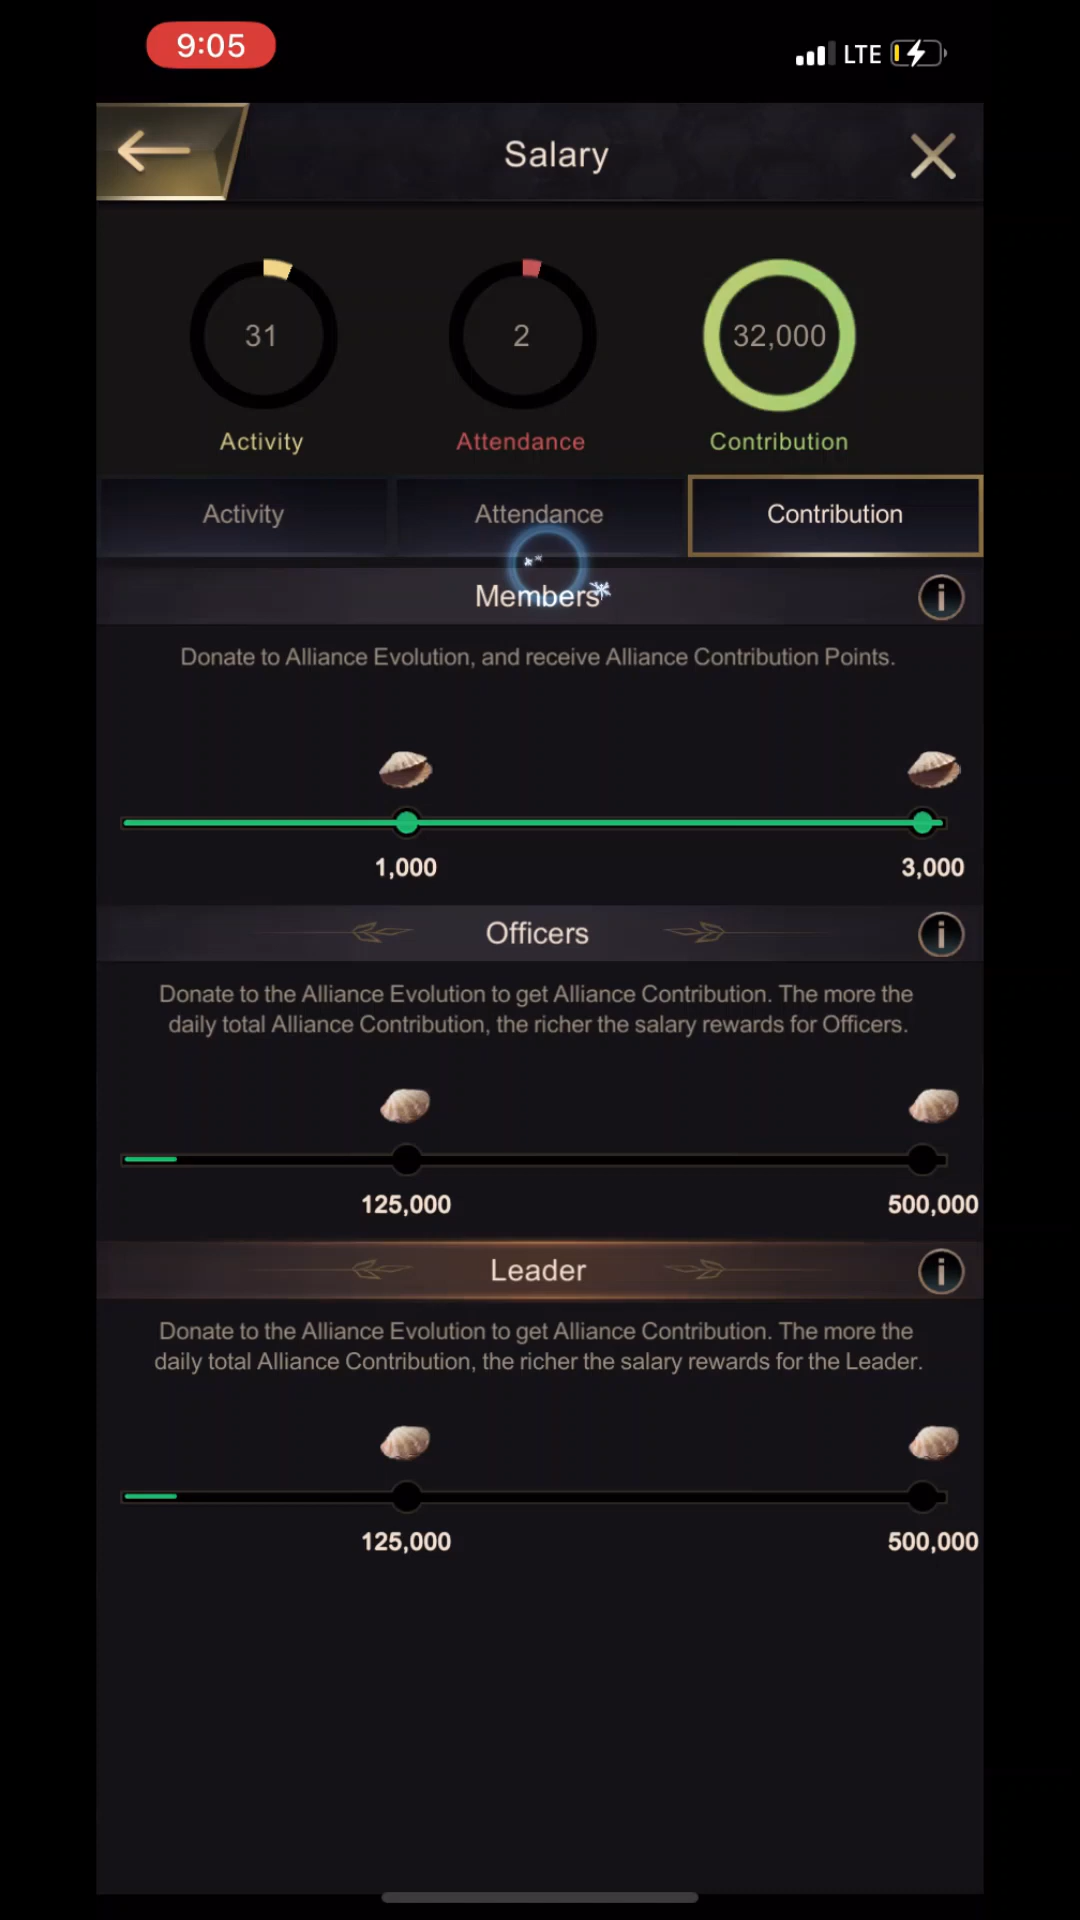 9:05
LTE
Salary
31
2
32,000
Activity
Attendance
Contribution
Activity
Attendance
Contribution
Members
Donate to Alliance Evolution, and receive Alliance Contribution Points.
1,000
3,000
Officers
Donate to the Alliance Evolution to get Alliance Contribution. The more the
daily total Alliance Contribution, the richer the salary rewards for Officers.
125,000
500,000
Leader
Donate to the Alliance Evolution to get Alliance Contribution. The more the
daily total Alliance Contribution, the richer the salary rewards for the Leader.
125,000
500,000